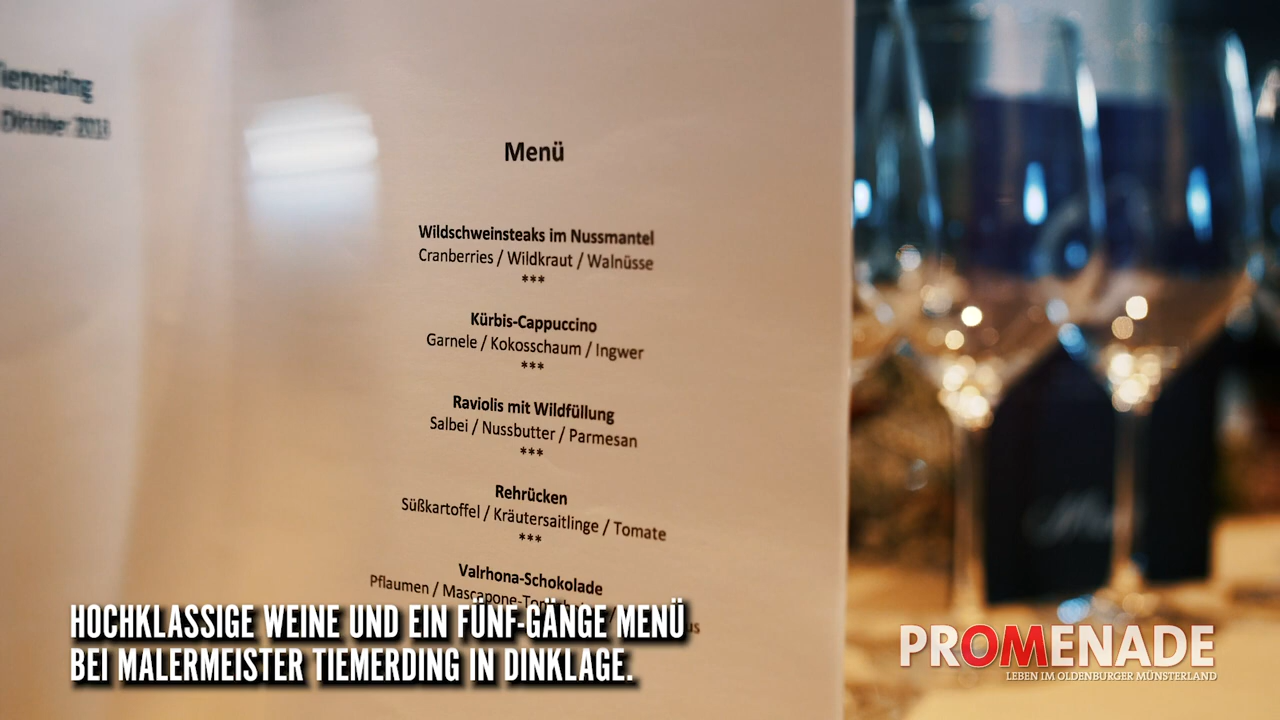 Tiemerding
Oktober 2018
Menü
Wildschweinsteaks im Nussmantel
Cranberries / Wildkraut / Walnüsse
***
Kürbis-Cappuccino
Garnele / Kokosschaum / Ingwer
***
Raviolis mit Wildfüllung
Salbei / Nussbutter / Parmesan
***
Rehrücken
Süßkartoffel / Kräutersaitlinge / Tomate
***
Valrhona-Schokolade
Pflaumen /
HOCHKLASSIGE WEINE UND EIN FÜNF-GÄNGE MENÜ
BEI MALERMEISTER TIEMERDING IN DINKLAGE.
PROMENADE
LEBEN IM OLDENBURGER MÜNSTERLAND